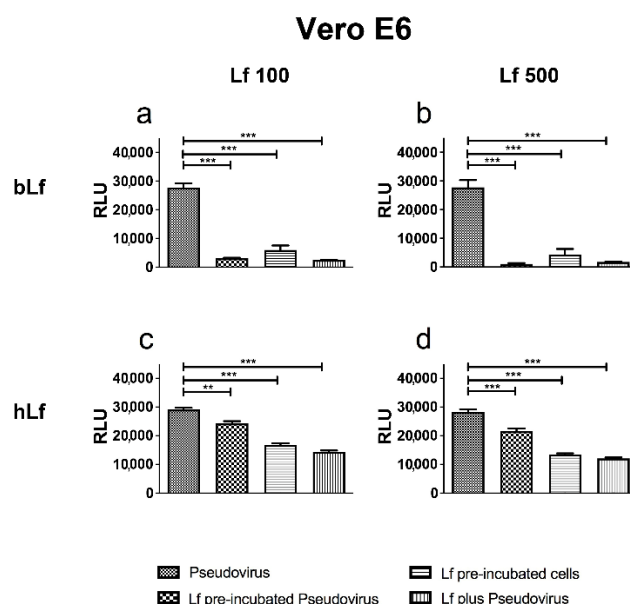 Vero E6
Lf 100
Lf 500
bLf
a
***
***
***
40,000
30,000
20,000
10,000
0
RLU
b
***
***
***
40,000
30,000
20,000
10,000
0
RLU
hLf
c
***
***
**
40,000
30,000
20,000
10,000
0
RLU
d
***
***
***
40,000
30,000
20,000
10,000
0
RLU
Pseudovirus
Lf pre-incubated cells
Lf pre-incubated Pseudovirus
Lf plus Pseudovirus